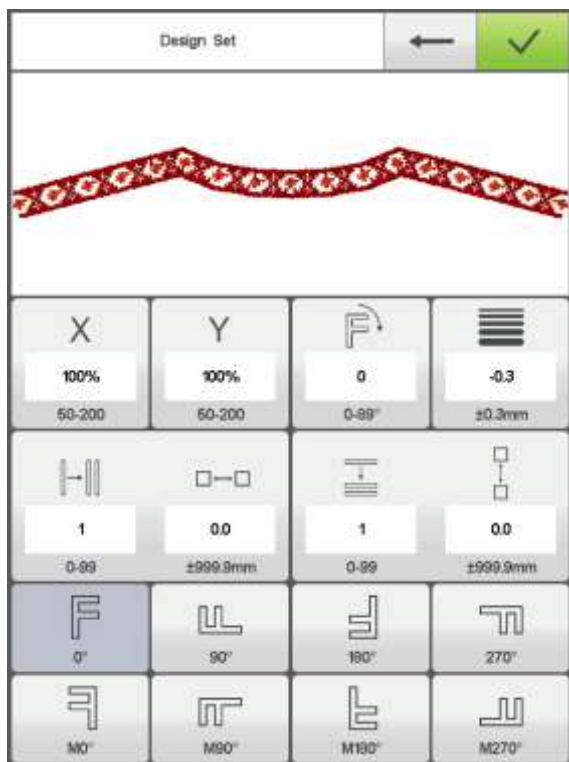 Design Set
X Y
100% 100% 0 -0.3
50-200 50-200 0-89° ±0.3mm
1 0.0 1 0.0
0-99 ±999.9mm 0-99 ±999.9mm
0° 90° 180° 270°
M0° M90° M180° M270°